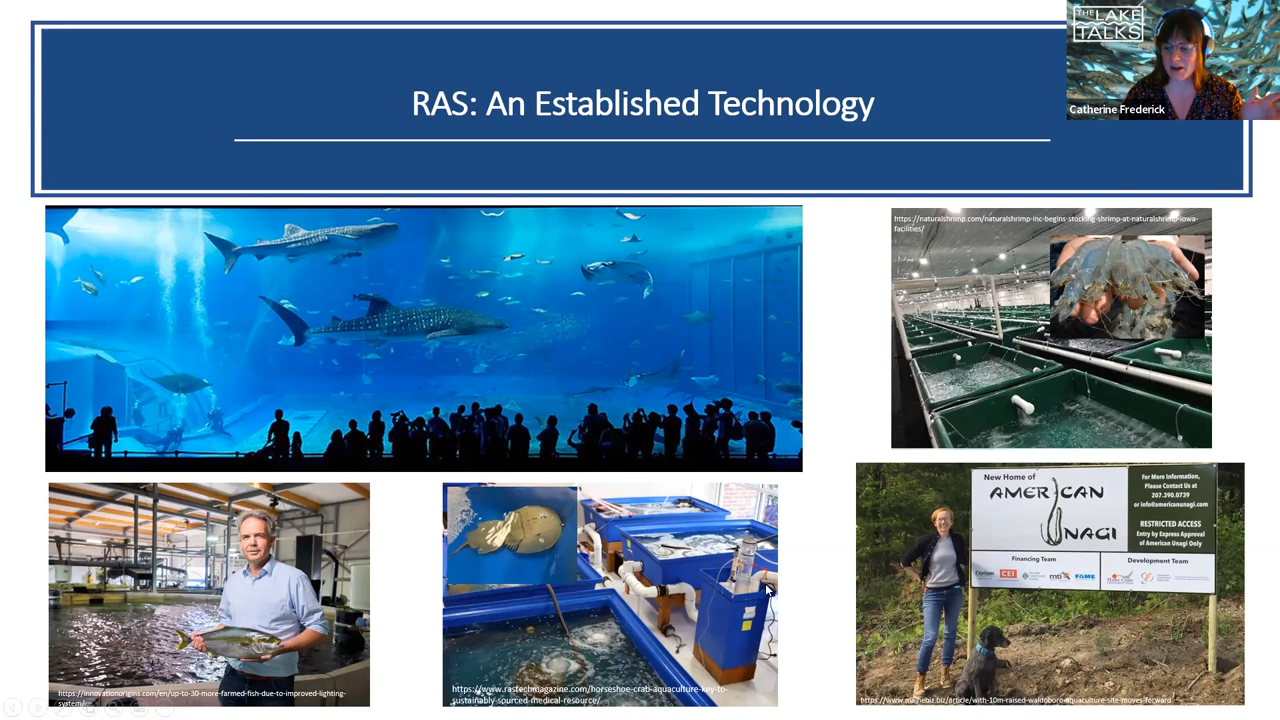 THE LAKE
TALKS
Catherine Frederick
RAS: An Established Technology
https://naturalshrimp.com/naturalshrimp-inc-begins-stocking-shrimp-at-naturalshrimp-iowa-
facilities/
New Home of
AMERICAN
UNAGI
For More Information,
Please Contact Us at
207.390.0739
or info@americanunagi.com
RESTRICTED ACCESS
Entry by Express Approval
of American Unagi Only
Financing Team
Development Team
CEI
mti
FAME
https://innovationorigins.com/en/up-to-30-more-farmed-fish-due-to-improved-lighting-
system/
https://www.rastechmagazine.com/horseshoe-crab-aquaculture-key-to-
sustainably-spurced-medical-resource/
https://www.mainebiz.biz/article/with-10m-raised-waldoboro-aquaculture-site-moves-forward